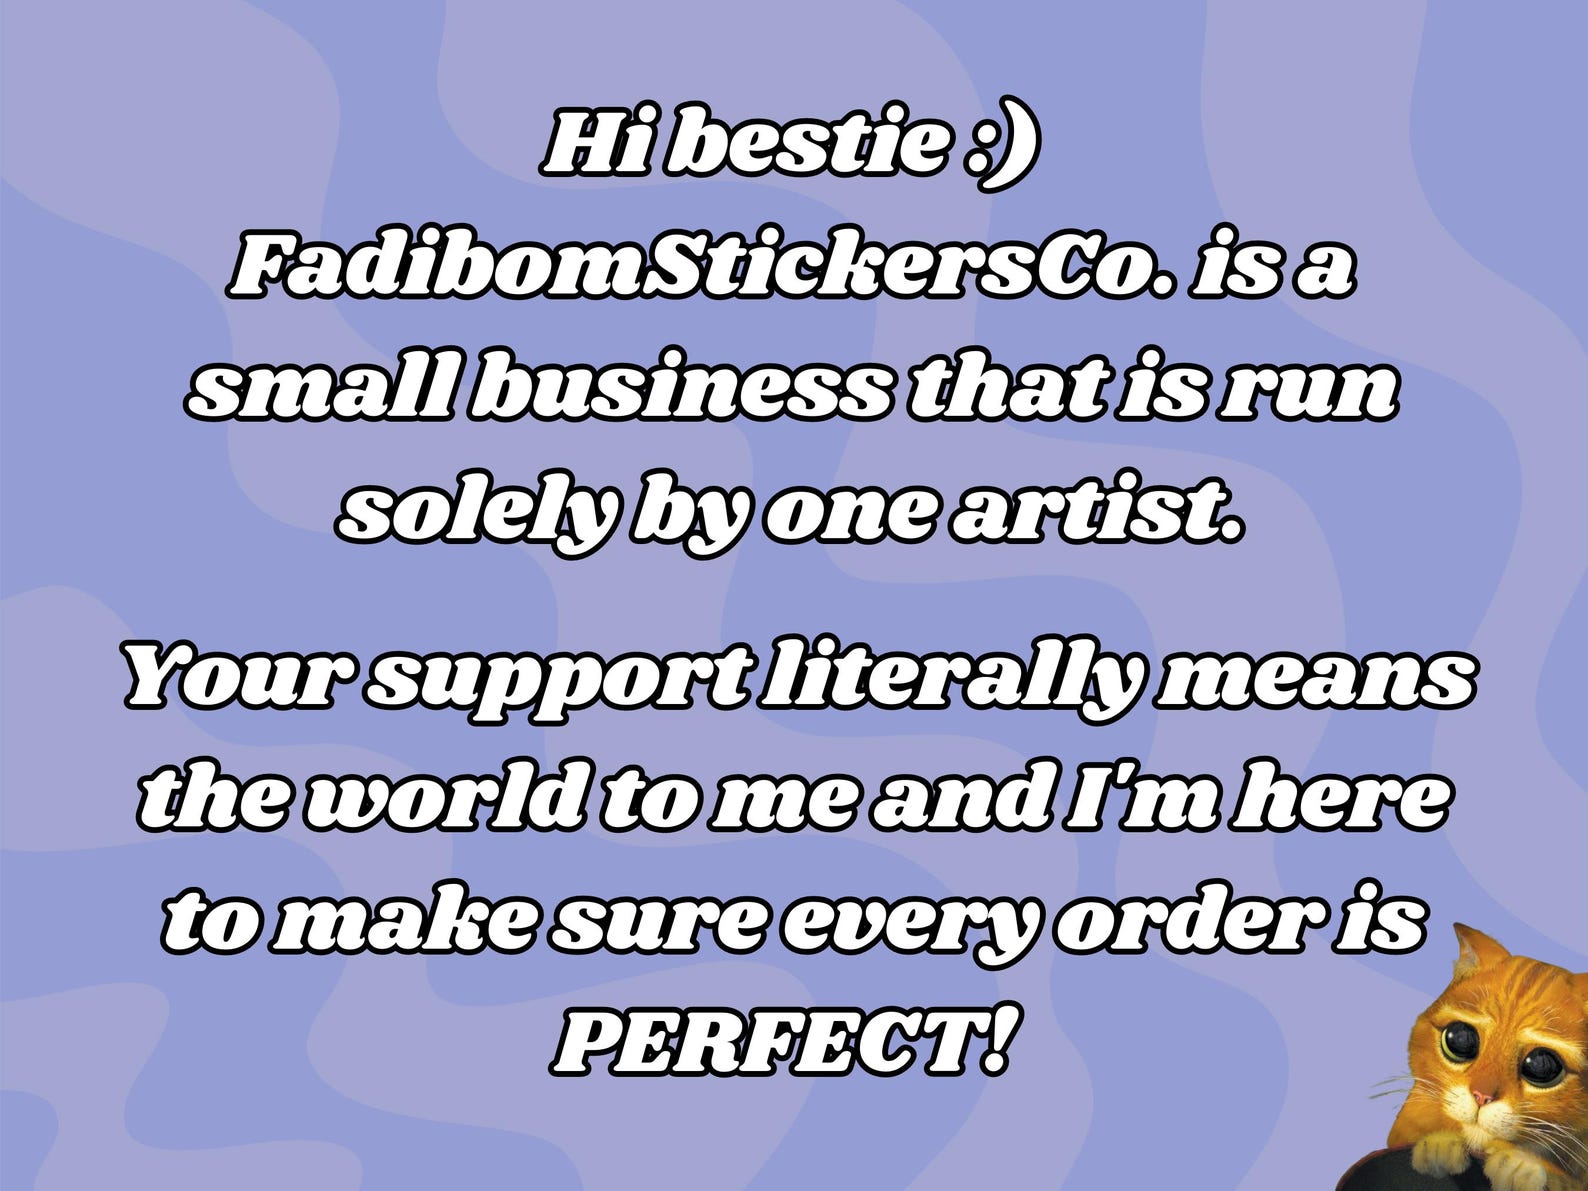 Hi bestie :)
FadibomStickersCo. is a
small business that is run
solely by one artist.
Your support literally means
the world to me and I'm here
to make sure every order is
PERFECT!